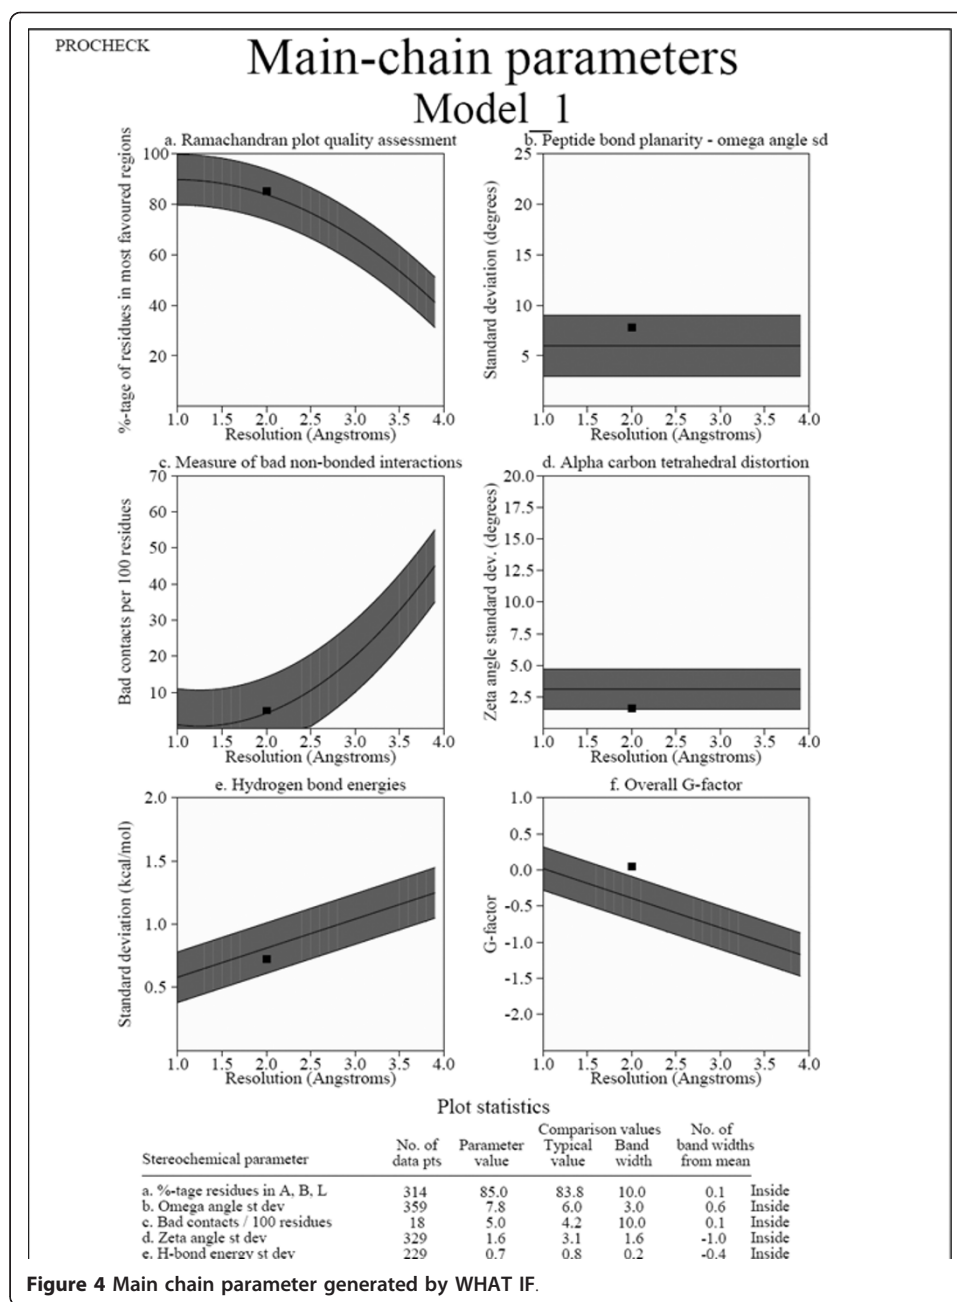 PROCHECK
Main-chain parameters
Model_1
a. Ramachandran plot quality assessment
%-tage of residues in most favoured regions
100
80
60
40
20
1.0 1.5 2.0 2.5 3.0 3.5 4.0
Resolution (Angstroms)
b. Peptide bond planarity - omega angle sd
Standard deviation (degrees)
25
20
15
10
5
1.0 1.5 2.0 2.5 3.0 3.5 4.0
Resolution (Angstroms)
c. Measure of bad non-bonded interactions
Bad contacts per 100 residues
70
60
50
40
30
20
10
1.0 1.5 2.0 2.5 3.0 3.5 4.0
Resolution (Angstroms)
d. Alpha carbon tetrahedral distortion
Zeta angle standard dev. (degrees)
20.0
17.5
15.0
12.5
10.0
7.5
5.0
2.5
1.0 1.5 2.0 2.5 3.0 3.5 4.0
Resolution (Angstroms)
e. Hydrogen bond energies
Standard deviation (kcal/mol)
2.0
1.5
1.0
0.5
1.0 1.5 2.0 2.5 3.0 3.5 4.0
Resolution (Angstroms)
f. Overall G-factor
G-factor
1.0
0.5
0.0
-0.5
-1.0
-1.5
-2.0
1.0 1.5 2.0 2.5 3.0 3.5 4.0
Resolution (Angstroms)
Plot statistics
Comparison values No. of
No. of Parameter Typical Band band widths
Stereochemical parameter data pts value value width from mean
a. %-tage residues in A, B, L 314 85.0 83.8 10.0 0.1 Inside
b. Omega angle st dev 359 7.8 6.0 3.0 0.6 Inside
c. Bad contacts / 100 residues 18 5.0 4.2 10.0 0.1 Inside
d. Zeta angle st dev 329 1.6 3.1 1.6 -1.0 Inside
e. H-bond energy st dev 229 0.7 0.8 0.2 -0.4 Inside
Figure 4 Main chain parameter generated by WHAT IF.